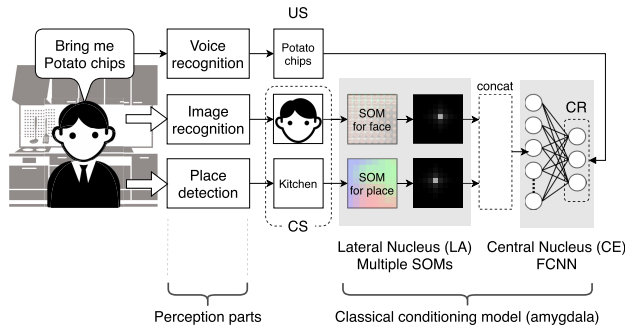 US
Bring me
Potato chips
Voice
recognition
Potato
chips
concat
Image
recognition
SOM
for face
CR
Place
detection
Kitchen
SOM
for place
CS
Lateral Nucleus (LA)
Multiple SOMs
Central Nucleus (CE)
FCNN
Perception parts
Classical conditioning model (amygdala)